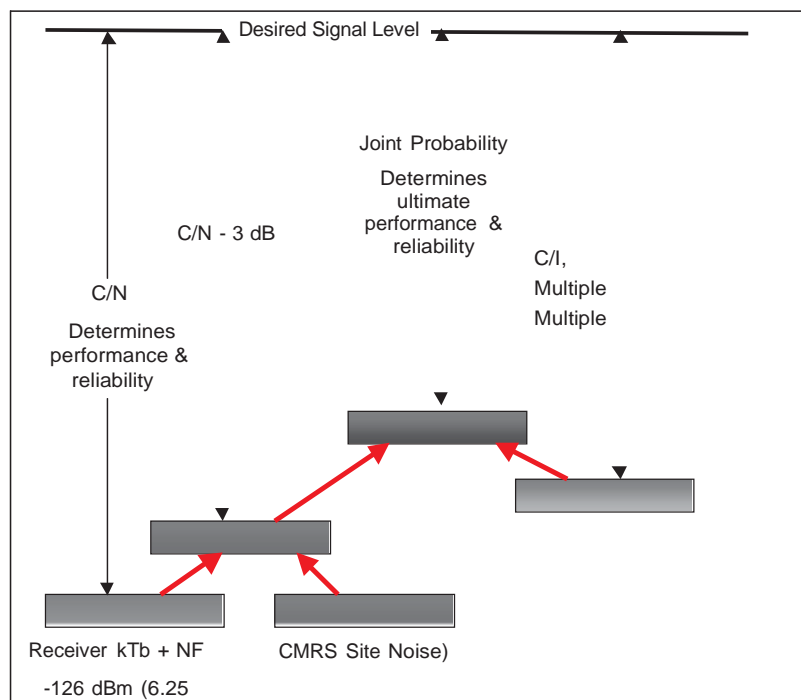 Desired Signal Level
Joint Probability
Determines
ultimate
performance &
reliability
C/N - 3 dB
C/I,
Multiple
Multiple
C/N
Determines
performance &
reliability
Receiver kTb + NF
-126 dBm (6.25
CMRS Site Noise)